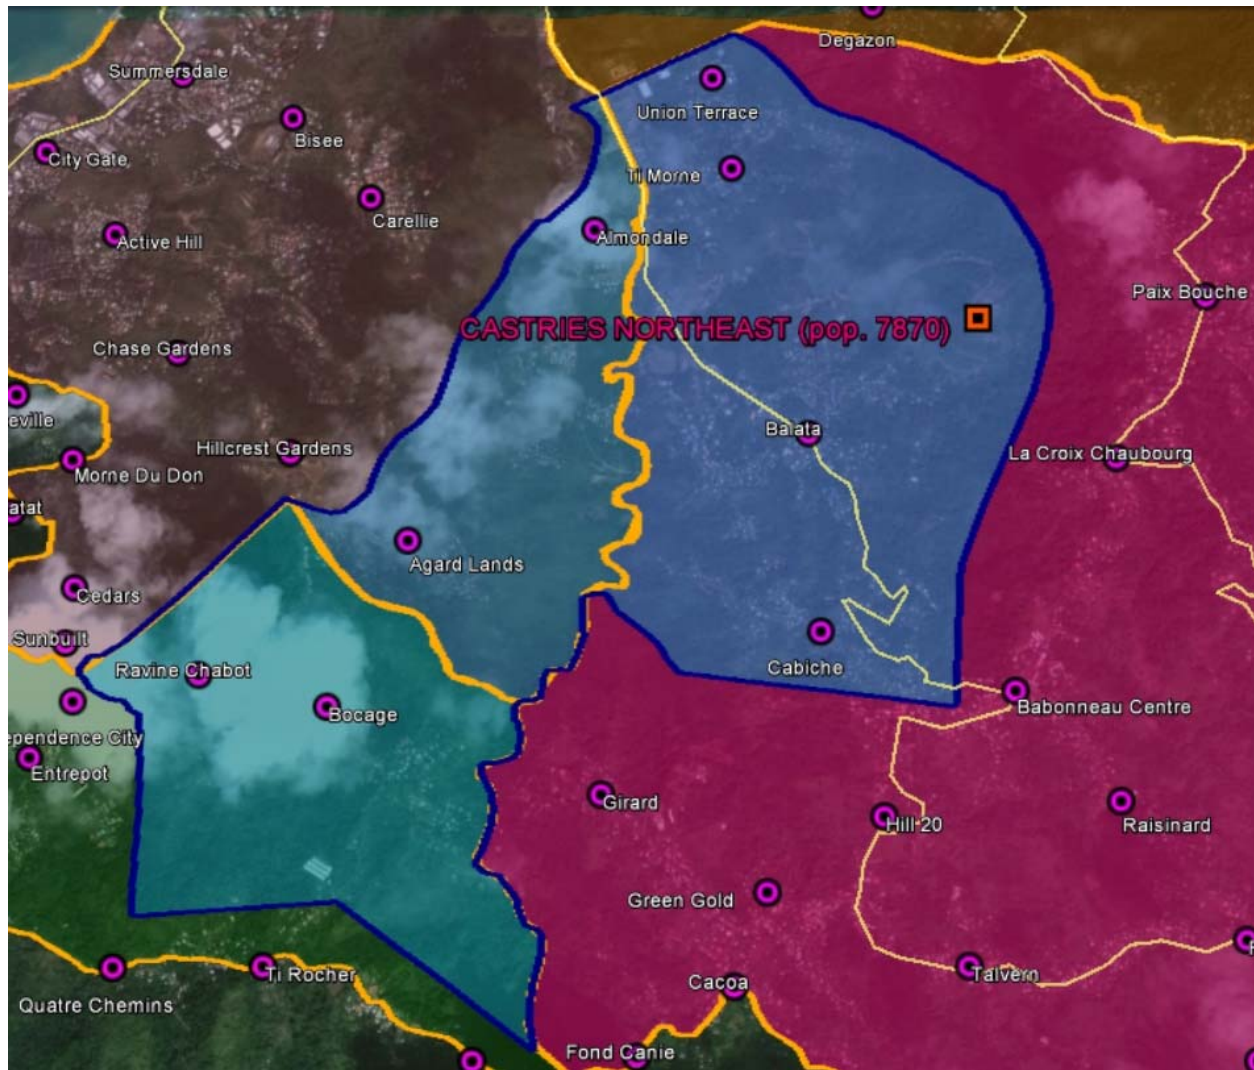 Degazon
Summersdale
Union Terrace
Bisee
City Gate
Ti Morne
Carellie
Active Hill
Almondale
Paix Bouche
CASTRIES NORTHEAST (pop. 7870)
Chase Gardens
eville
Balata
Hillcrest Gardens
La Croix Chaubourg
Morne Du Don
atat
Agard Lands
Cedars
Sunbuilt
Ravine Chabot
Cabiche
Bocage
Babonneau Centre
ependence City
Entrepot
Girard
Hill 20
Raisinard
Green Gold
Ti Rocher
Talvern
Cacoa
Quatre Chemins
Fond Canie